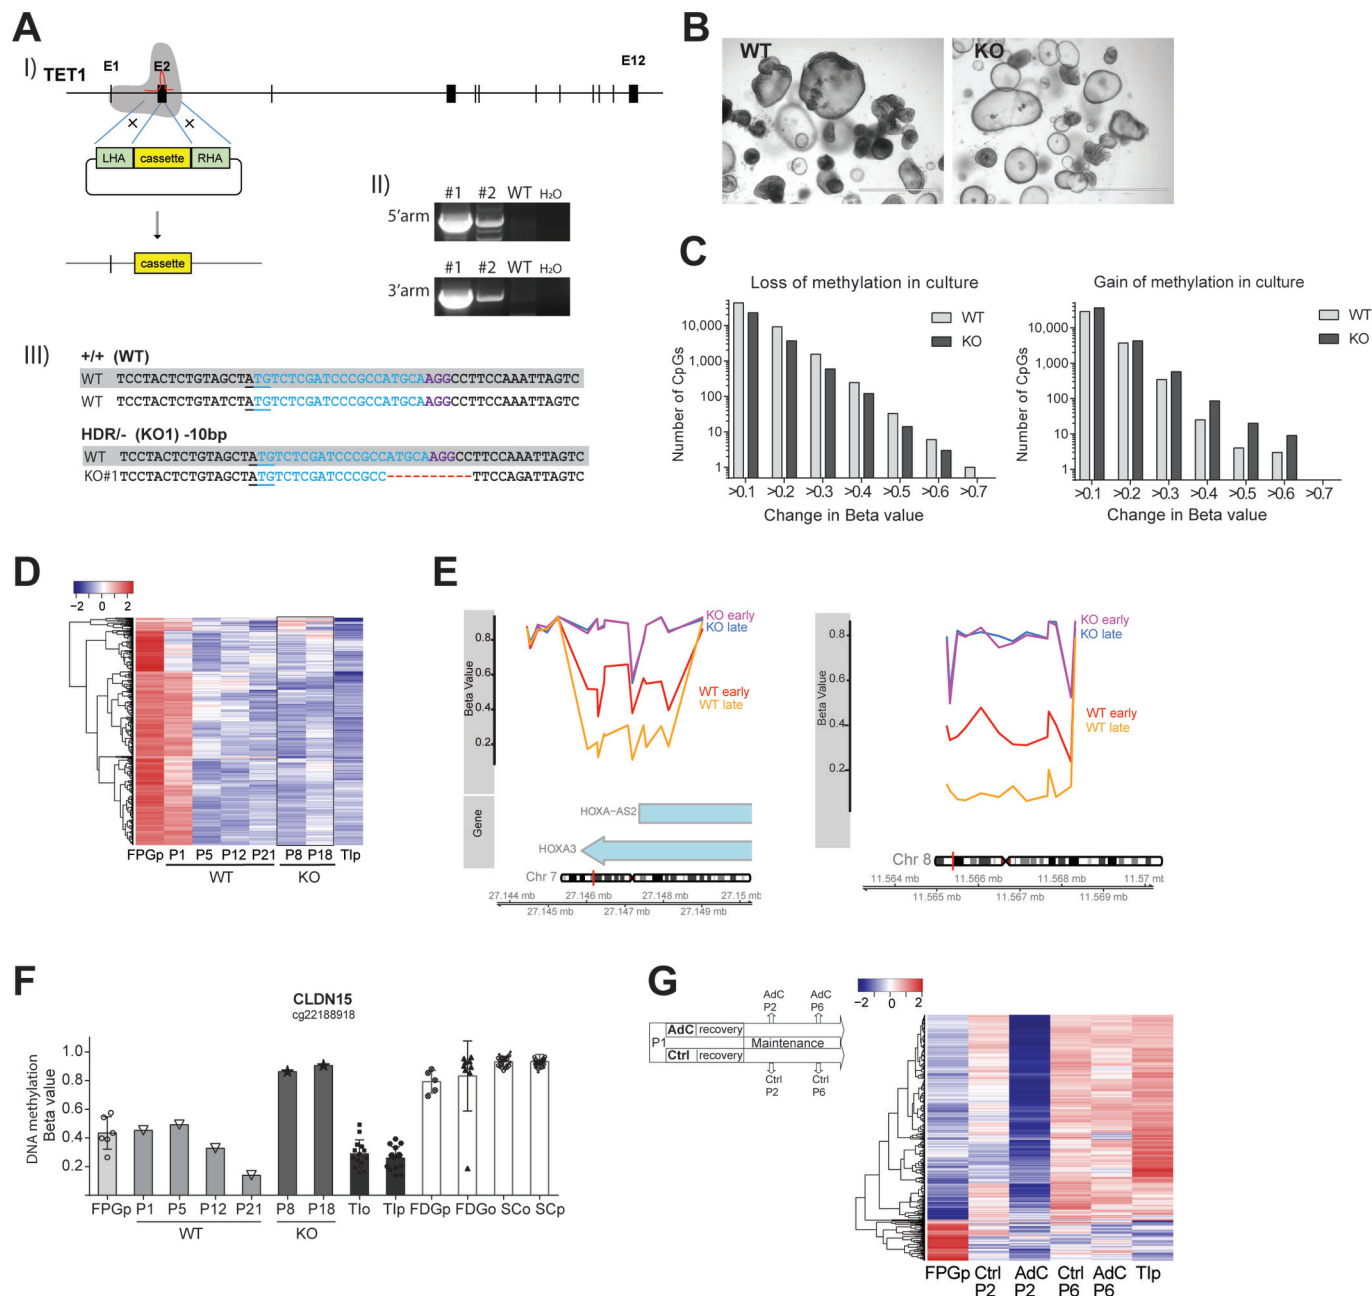 A
I)
TET1
E1
E2
E12
LHA
cassette
RHA
cassette
II)
#1 #2 WT H₂O
5'arm
#1 #2 WT H₂O
3'arm
III)
+/+ (WT)
WT TCCTACTCTGTAGCTATGTCTCGATCCCGCCATGCAAGGCCTTCCAAATTAGTC
WT TCCTACTCTGTATCTATGTCTCGATCCCGCCATGCAAGGCCTTCCAAATTAGTC
HDR/- (KO1) -10bp
WT TCCTACTCTGTAGCTATGTCTCGATCCCGCCATGCAAGGCCTTCCAAATTAGTC
KO#1 TCCTACTCTGTAGCTATGTCTCGATCCCGCC----------TTCCAGATTAGTC
B
WT
KO
C
Loss of methylation in culture
WT
KO
Number of CpGs
10,000
1,000
100
10
1
>0.1 >0.2 >0.3 >0.4 >0.5 >0.6 >0.7
Change in Beta value
Gain of methylation in culture
WT
KO
Number of CpGs
10,000
1,000
100
10
1
>0.1 >0.2 >0.3 >0.4 >0.5 >0.6 >0.7
Change in Beta value
D
−2 0 2
FPGp P1 P5 P12 P21 P8 P18 TIp
WT KO
E
Beta Value
0.8
0.6
0.4
0.2
KO early
KO late
WT early
WT late
Gene
HOXA−AS2
HOXA3
Chr 7
27.144 mb 27.146 mb 27.148 mb 27.15 mb
27.145 mb 27.147 mb 27.149 mb
Beta Value
0.8
0.6
0.4
0.2
KO early
KO late
WT early
WT late
Chr 8
11.564 mb 11.566 mb 11.568 mb 11.57 mb
11.565 mb 11.567 mb 11.569 mb
F
CLDN15
cg22188918
DNA methylation
Beta value
1.0
0.8
0.6
0.4
0.2
FPGp P1 P5 P12 P21 P8 P18 TIo TIp FDGp FDGo SCo SCp
WT KO
G
AdC P2
AdC P6
P1
AdC recovery
Maintenance
Ctrl recovery
Ctrl P2
Ctrl P6
−2 0 2
FPGp Ctrl AdC Ctrl AdC TIp
P2 P2 P6 P6